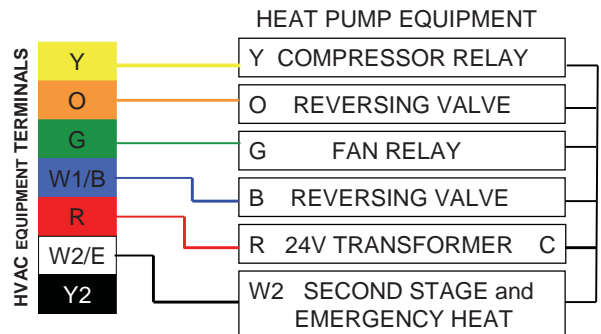 HEAT PUMP EQUIPMENT
HVAC EQUIPMENT TERMINALS
Y
O
G
W1/B
R
W2/E
Y2
Y COMPRESSOR RELAY
O REVERSING VALVE
G FAN RELAY
B REVERSING VALVE
R 24V TRANSFORMER C
W2 SECOND STAGE and
EMERGENCY HEAT